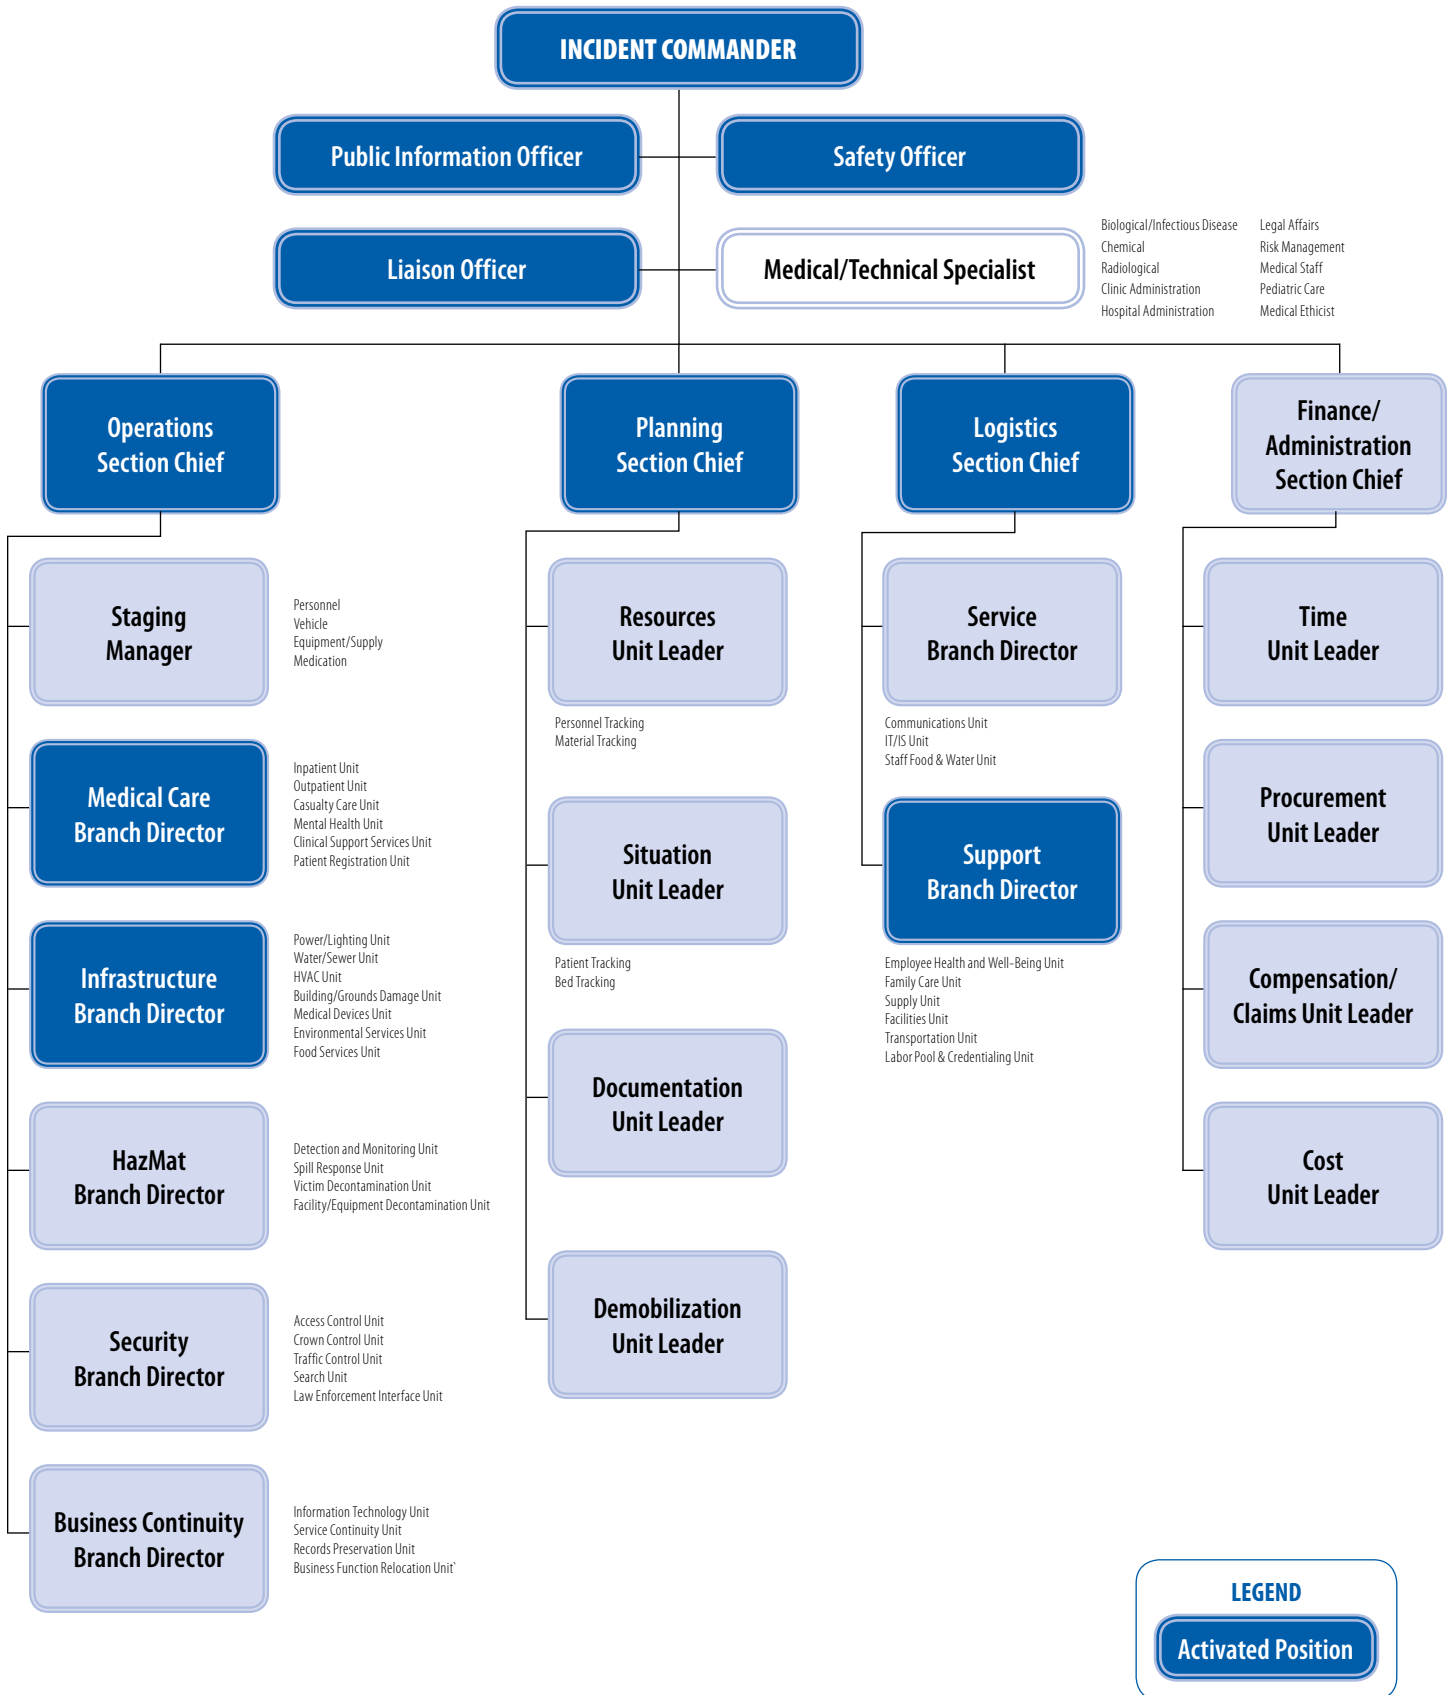 INCIDENT COMMANDER
Public Information Officer
Safety Officer
Liaison Officer
Medical/Technical Specialist
Biological/Infectious Disease
Chemical
Radiological
Clinic Administration
Hospital Administration
Legal Affairs
Risk Management
Medical Staff
Pediatric Care
Medical Ethicist
Operations
Section Chief
Planning
Section Chief
Logistics
Section Chief
Finance/
Administration
Section Chief
Staging
Manager
Personnel
Vehicle
Equipment/Supply
Medication
Medical Care
Branch Director
Inpatient Unit
Outpatient Unit
Casualty Care Unit
Mental Health Unit
Clinical Support Services Unit
Patient Registration Unit
Infrastructure
Branch Director
Power/Lighting Unit
Water/Sewer Unit
HVAC Unit
Building/Grounds Damage Unit
Medical Devices Unit
Environmental Services Unit
Food Services Unit
HazMat
Branch Director
Detection and Monitoring Unit
Spill Response Unit
Victim Decontamination Unit
Facility/Equipment Decontamination Unit
Security
Branch Director
Access Control Unit
Crown Control Unit
Traffic Control Unit
Search Unit
Law Enforcement Interface Unit
Business Continuity
Branch Director
Information Technology Unit
Service Continuity Unit
Records Preservation Unit
Business Function Relocation Unit`
Resources
Unit Leader
Personnel Tracking
Material Tracking
Situation
Unit Leader
Patient Tracking
Bed Tracking
Documentation
Unit Leader
Demobilization
Unit Leader
Service
Branch Director
Communications Unit
IT/IS Unit
Staff Food & Water Unit
Support
Branch Director
Employee Health and Well-Being Unit
Family Care Unit
Supply Unit
Facilities Unit
Transportation Unit
Labor Pool & Credentialing Unit
Time
Unit Leader
Procurement
Unit Leader
Compensation/
Claims Unit Leader
Cost
Unit Leader
LEGEND
Activated Position